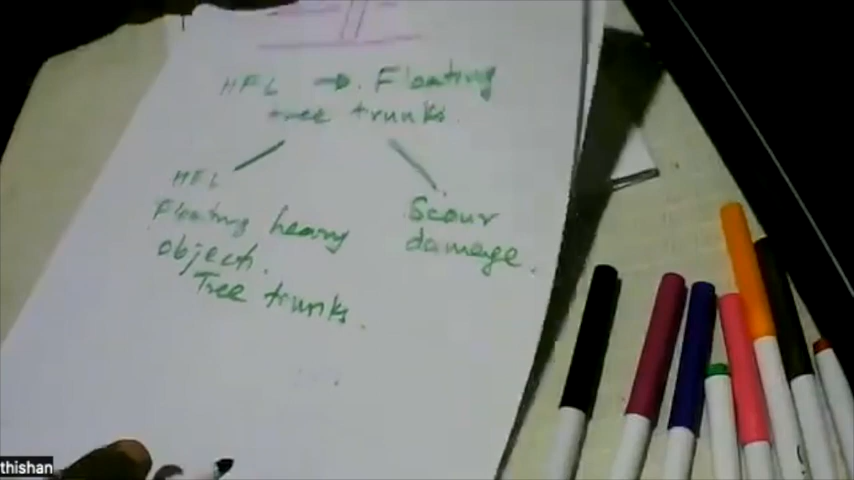 HFL → Floating
tree trunks.
HFL
Floating heavy
object.
Tree trunks.
Scour
damage.
thishan